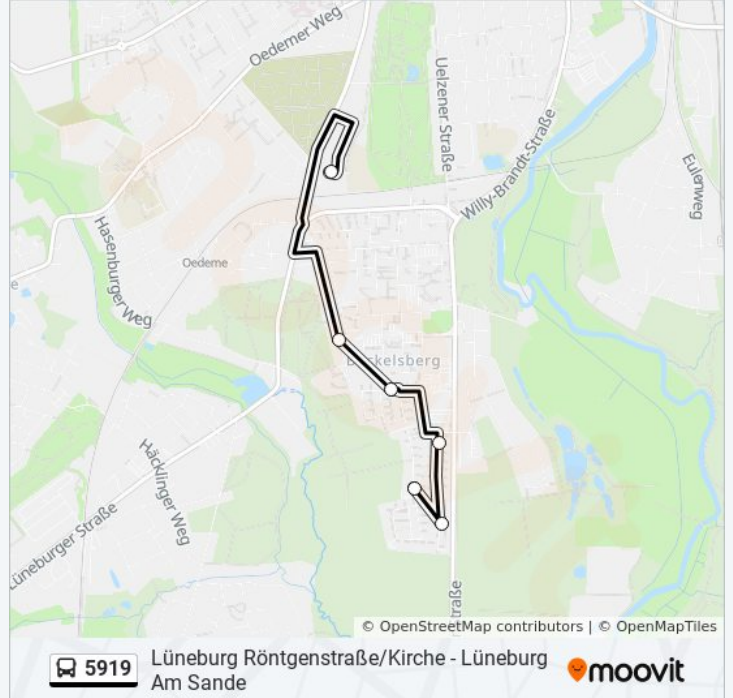 Oedemer Weg
Uelzener Straße
Willy-Brandt-Straße
Eulenweg
Hasenburger Weg
Oedeme
e
Häcklinger Weg
Lüneburger Straße
© OpenStreetMap contributors | © OpenMapTiles
5919
Lüneburg Röntgenstraße/Kirche - Lüneburg
Am Sande
moovit